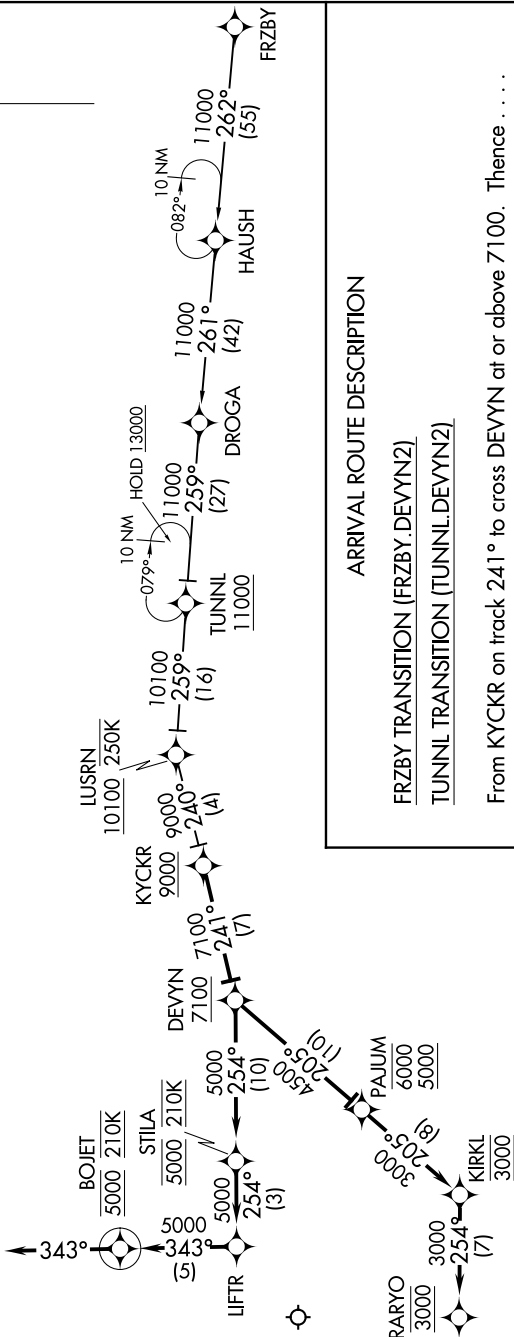 FRZBY
11000
262°
(55)
10 NM
082°
HAUSH
11000
261°
(42)
DROGA
HOLD 13000
10 NM
079°
11000
259°
(27)
TUNNL
11000
10100
259°
(16)
LUSRN
10100 250K
9000
240°
(4)
KYCKR
9000
7100
241°
(7)
DEVYN
7100
5000
254°
(10)
STILA
5000 210K
5000
254°
(3)
LIFTR
5000
343°
(5)
BOJET
5000 210K
343°
4500
205°
(10)
PAJUM
6000
5000
3000
205°
(8)
KIRKL
3000
3000
254°
(7)
RARYO
3000
ARRIVAL ROUTE DESCRIPTION
FRZBY TRANSITION (FRZBY.DEVYN2)
TUNNL TRANSITION (TUNNL.DEVYN2)
From KYCKR on track 241° to cross DEVYN at or above 7100. Thence . . . .